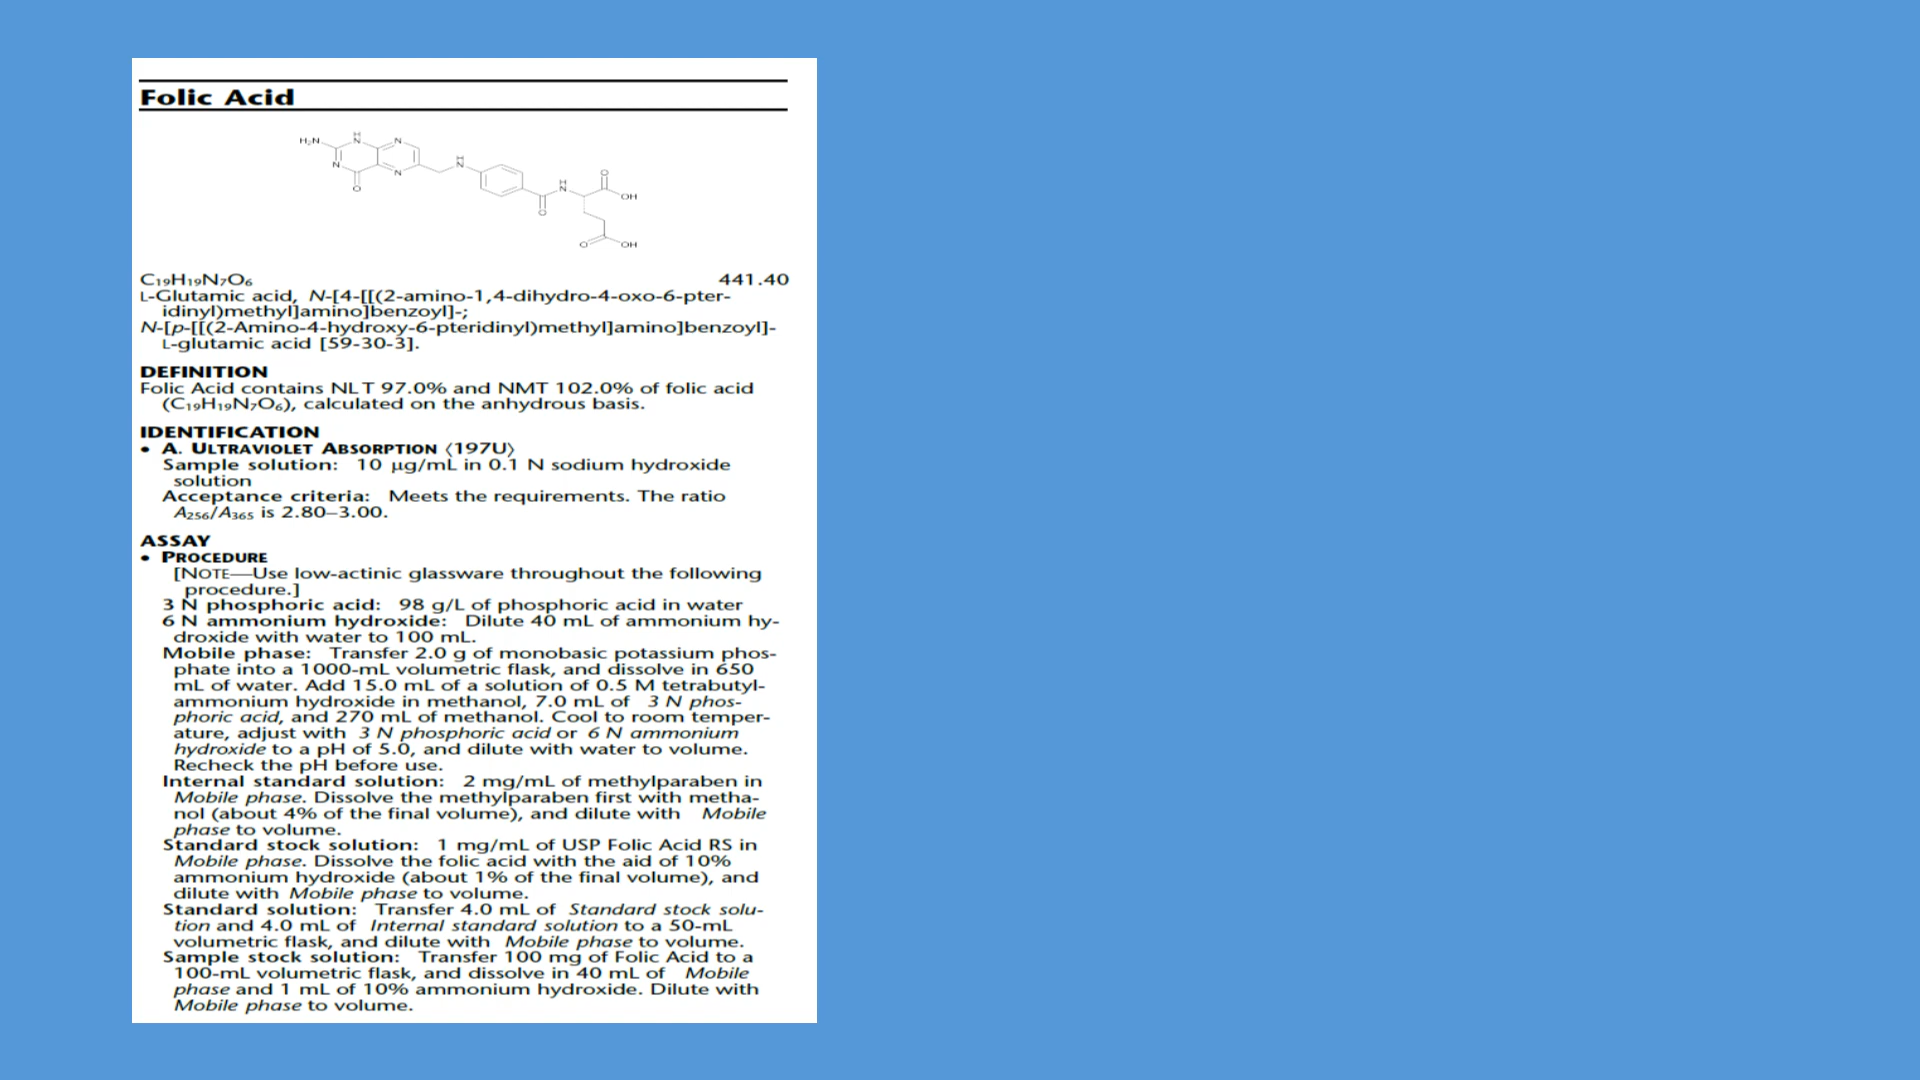 Folic Acid
H₂N
H
N
N
N
N
O
H
N
O
H
N
O
OH
O
OH
C₁₉H₁₉N₇O₆ 441.40
L-Glutamic acid, N-[4-[[(2-amino-1,4-dihydro-4-oxo-6-pter-
idinyl)methyl]amino]benzoyl]-;
N-[p-[[(2-Amino-4-hydroxy-6-pteridinyl)methyl]amino]benzoyl]-
L-glutamic acid [59-30-3].
DEFINITION
Folic Acid contains NLT 97.0% and NMT 102.0% of folic acid
(C₁₉H₁₉N₇O₆), calculated on the anhydrous basis.
IDENTIFICATION
• A. ULTRAVIOLET ABSORPTION 〈197U〉
Sample solution: 10 µg/mL in 0.1 N sodium hydroxide
solution
Acceptance criteria: Meets the requirements. The ratio
A₂₅₆/A₃₆₅ is 2.80–3.00.
ASSAY
• PROCEDURE
[NOTE—Use low-actinic glassware throughout the following
procedure.]
3 N phosphoric acid: 98 g/L of phosphoric acid in water
6 N ammonium hydroxide: Dilute 40 mL of ammonium hy-
droxide with water to 100 mL.
Mobile phase: Transfer 2.0 g of monobasic potassium phos-
phate into a 1000-mL volumetric flask, and dissolve in 650
mL of water. Add 15.0 mL of a solution of 0.5 M tetrabutyl-
ammonium hydroxide in methanol, 7.0 mL of 3 N phos-
phoric acid, and 270 mL of methanol. Cool to room temper-
ature, adjust with 3 N phosphoric acid or 6 N ammonium
hydroxide to a pH of 5.0, and dilute with water to volume.
Recheck the pH before use.
Internal standard solution: 2 mg/mL of methylparaben in
Mobile phase. Dissolve the methylparaben first with metha-
nol (about 4% of the final volume), and dilute with Mobile
phase to volume.
Standard stock solution: 1 mg/mL of USP Folic Acid RS in
Mobile phase. Dissolve the folic acid with the aid of 10%
ammonium hydroxide (about 1% of the final volume), and
dilute with Mobile phase to volume.
Standard solution: Transfer 4.0 mL of Standard stock solu-
tion and 4.0 mL of Internal standard solution to a 50-mL
volumetric flask, and dilute with Mobile phase to volume.
Sample stock solution: Transfer 100 mg of Folic Acid to a
100-mL volumetric flask, and dissolve in 40 mL of Mobile
phase and 1 mL of 10% ammonium hydroxide. Dilute with
Mobile phase to volume.